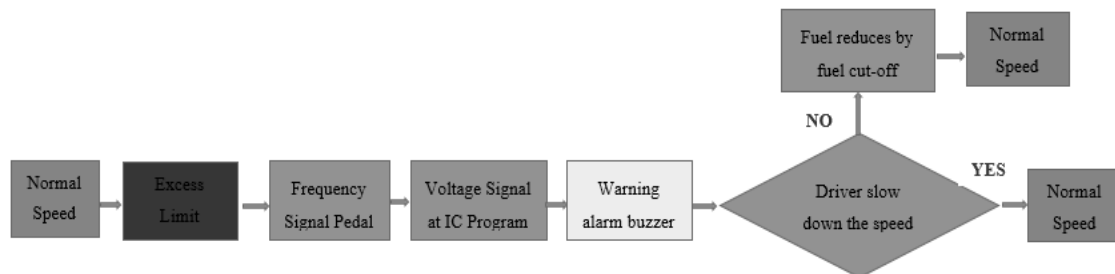 Fuel reduces by
fuel cut-off
Normal
Speed
NO
YES
Normal
Speed
Excess
Limit
Frequency
Signal Pedal
Voltage Signal
at IC Program
Warning
alarm buzzer
Driver slow
down the speed
Normal
Speed